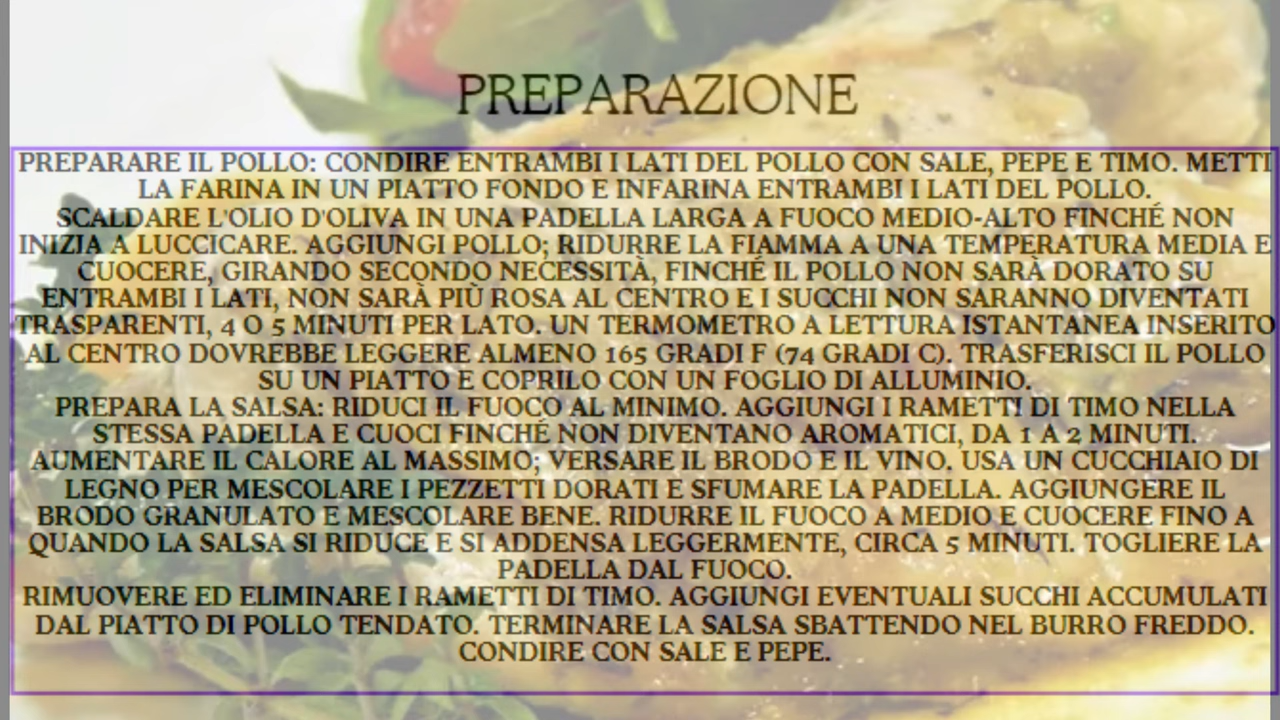 PREPARAZIONE
PREPARARE IL POLLO: CONDIRE ENTRAMBI I LATI DEL POLLO CON SALE, PEPE E TIMO. METTI
LA FARINA IN UN PIATTO FONDO E INFARINA ENTRAMBI I LATI DEL POLLO.
SCALDARE L'OLIO D'OLIVA IN UNA PADELLA LARGA A FUOCO MEDIO-ALTO FINCHÉ NON
INIZIA A LUCCICARE. AGGIUNGI POLLO; RIDURRE LA FIAMMA A UNA TEMPERATURA MEDIA E
CUOCERE, GIRANDO SECONDO NECESSITÀ, FINCHÉ IL POLLO NON SARÀ DORATO SU
ENTRAMBI I LATI, NON SARÀ PIÙ ROSA AL CENTRO E I SUCCHI NON SARANNO DIVENTATI
TRASPARENTI, 4 O 5 MINUTI PER LATO. UN TERMOMETRO A LETTURA ISTANTANEA INSERITO
AL CENTRO DOVREBBE LEGGERE ALMENO 165 GRADI F (74 GRADI C). TRASFERISCI IL POLLO
SU UN PIATTO E COPRILO CON UN FOGLIO DI ALLUMINIO.
PREPARA LA SALSA: RIDUCI IL FUOCO AL MINIMO. AGGIUNGI I RAMETTI DI TIMO NELLA
STESSA PADELLA E CUOCI FINCHÉ NON DIVENTANO AROMATICI, DA 1 A 2 MINUTI.
AUMENTARE IL CALORE AL MASSIMO; VERSARE IL BRODO E IL VINO. USA UN CUCCHIAIO DI
LEGNO PER MESCOLARE I PEZZETTI DORATI E SFUMARE LA PADELLA. AGGIUNGERE IL
BRODO GRANULATO E MESCOLARE BENE. RIDURRE IL FUOCO A MEDIO E CUOCERE FINO A
QUANDO LA SALSA SI RIDUCE E SI ADDENSA LEGGERMENTE, CIRCA 5 MINUTI. TOGLIERE LA
PADELLA DAL FUOCO.
RIMUOVERE ED ELIMINARE I RAMETTI DI TIMO. AGGIUNGI EVENTUALI SUCCHI ACCUMULATI
DAL PIATTO DI POLLO TENDATO. TERMINARE LA SALSA SBATTENDO NEL BURRO FREDDO.
CONDIRE CON SALE E PEPE.